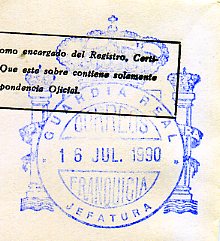 omo encargado del Registro, Certi-
Que este sobre contiene solamente
pondencia Oficial.
GUARDIA REAL
CORREOS
16 JUL. 1990
FRANQUICIA
JEFATURA